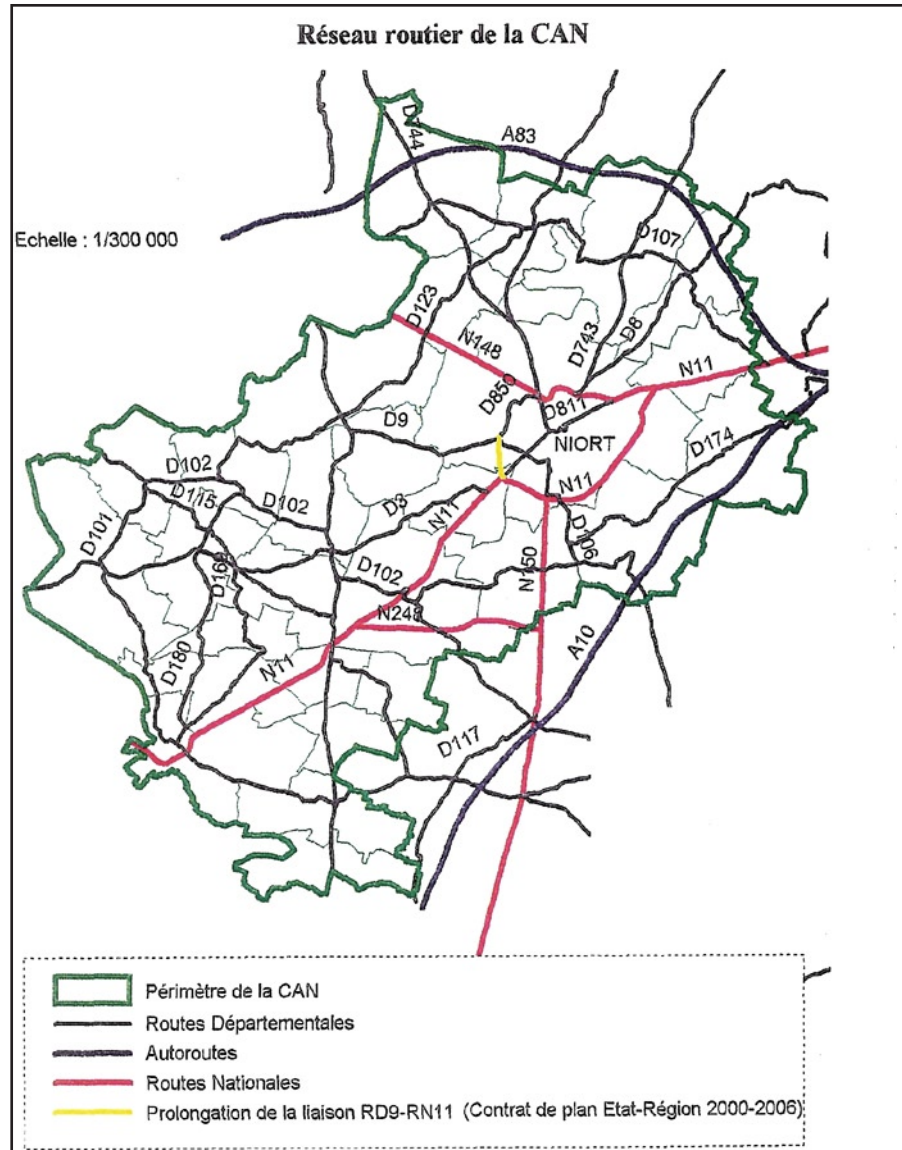 Réseau routier de la CAN
D744
A83
Echelle : 1/300 000
D107
D123
D743
D8
N148
N11
D850
D811
D9
NIORT
D174
D102
D115
D102
D3
N11
N11
D101
D106
D102
N150
N248
A10
D180
N11
D117
Périmètre de la CAN
Routes Départementales
Autoroutes
Routes Nationales
Prolongation de la liaison RD9-RN11 (Contrat de plan Etat-Région 2000-2006)